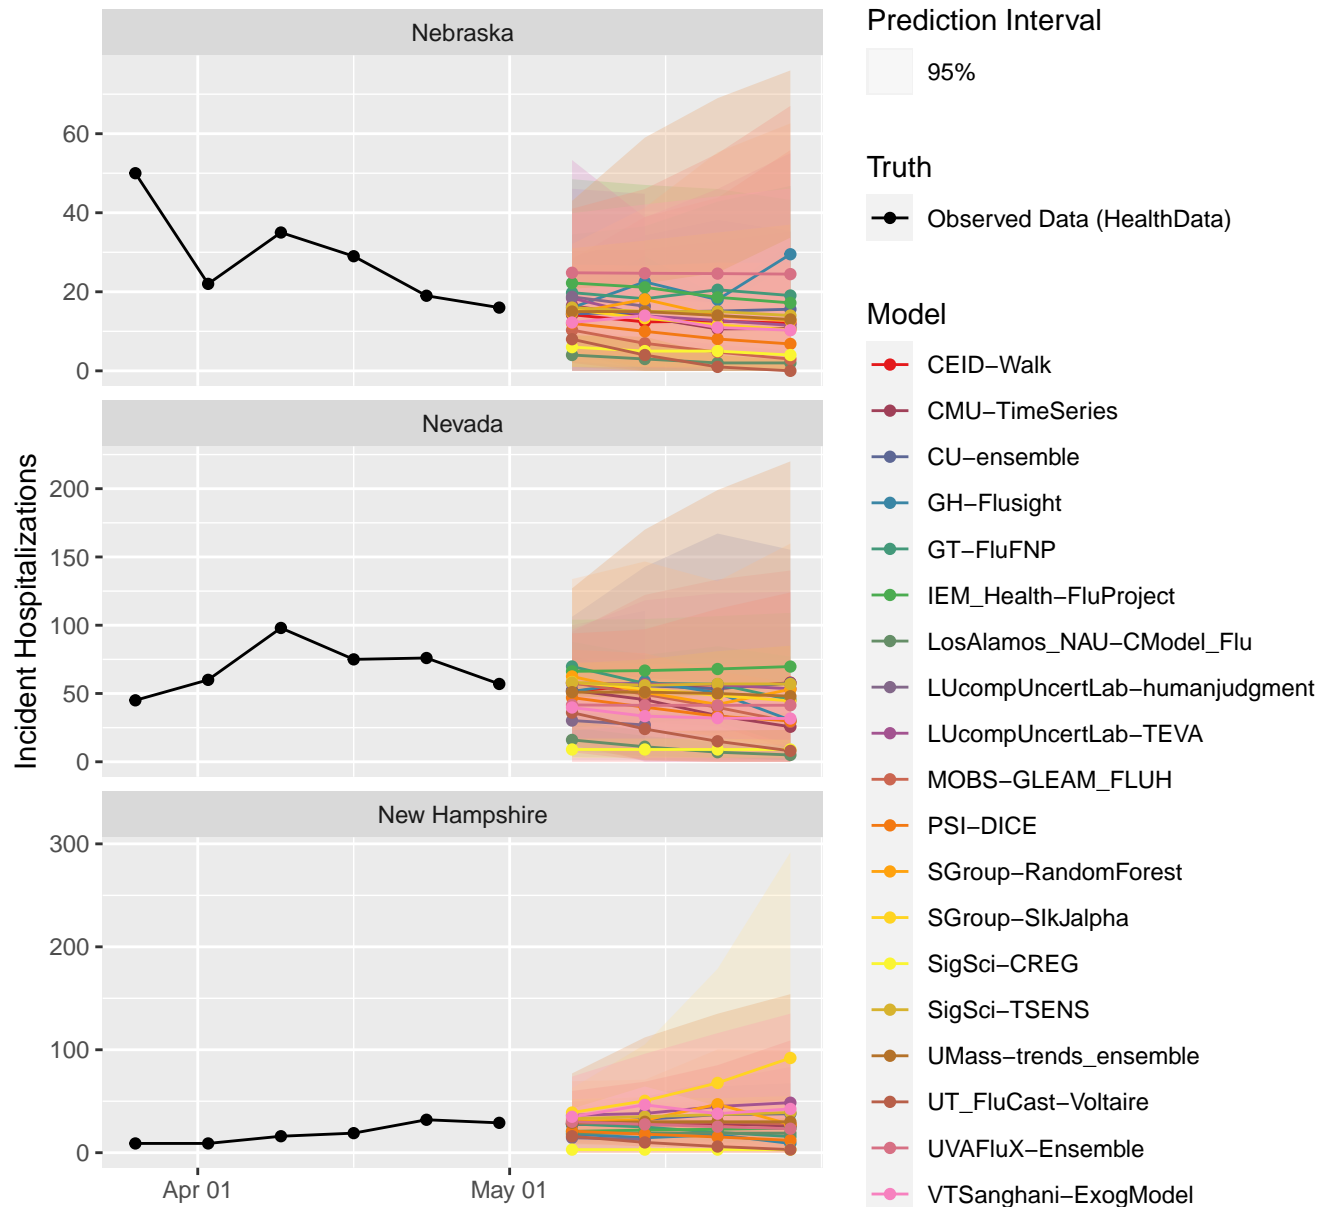 Nebraska
60
40
20
0
Nevada
200
150
100
50
0
New Hampshire
300
200
100
0
Apr 01
May 01
Incident Hospitalizations
Prediction Interval
95%
Truth
Observed Data (HealthData)
Model
CEID−Walk
CMU−TimeSeries
CU−ensemble
GH−Flusight
GT−FluFNP
IEM_Health−FluProject
LosAlamos_NAU−CModel_Flu
LUcompUncertLab−humanjudgment
LUcompUncertLab−TEVA
MOBS−GLEAM_FLUH
PSI−DICE
SGroup−RandomForest
SGroup−SIkJalpha
SigSci−CREG
SigSci−TSENS
UMass−trends_ensemble
UT_FluCast−Voltaire
UVAFluX−Ensemble
VTSanghani−ExogModel